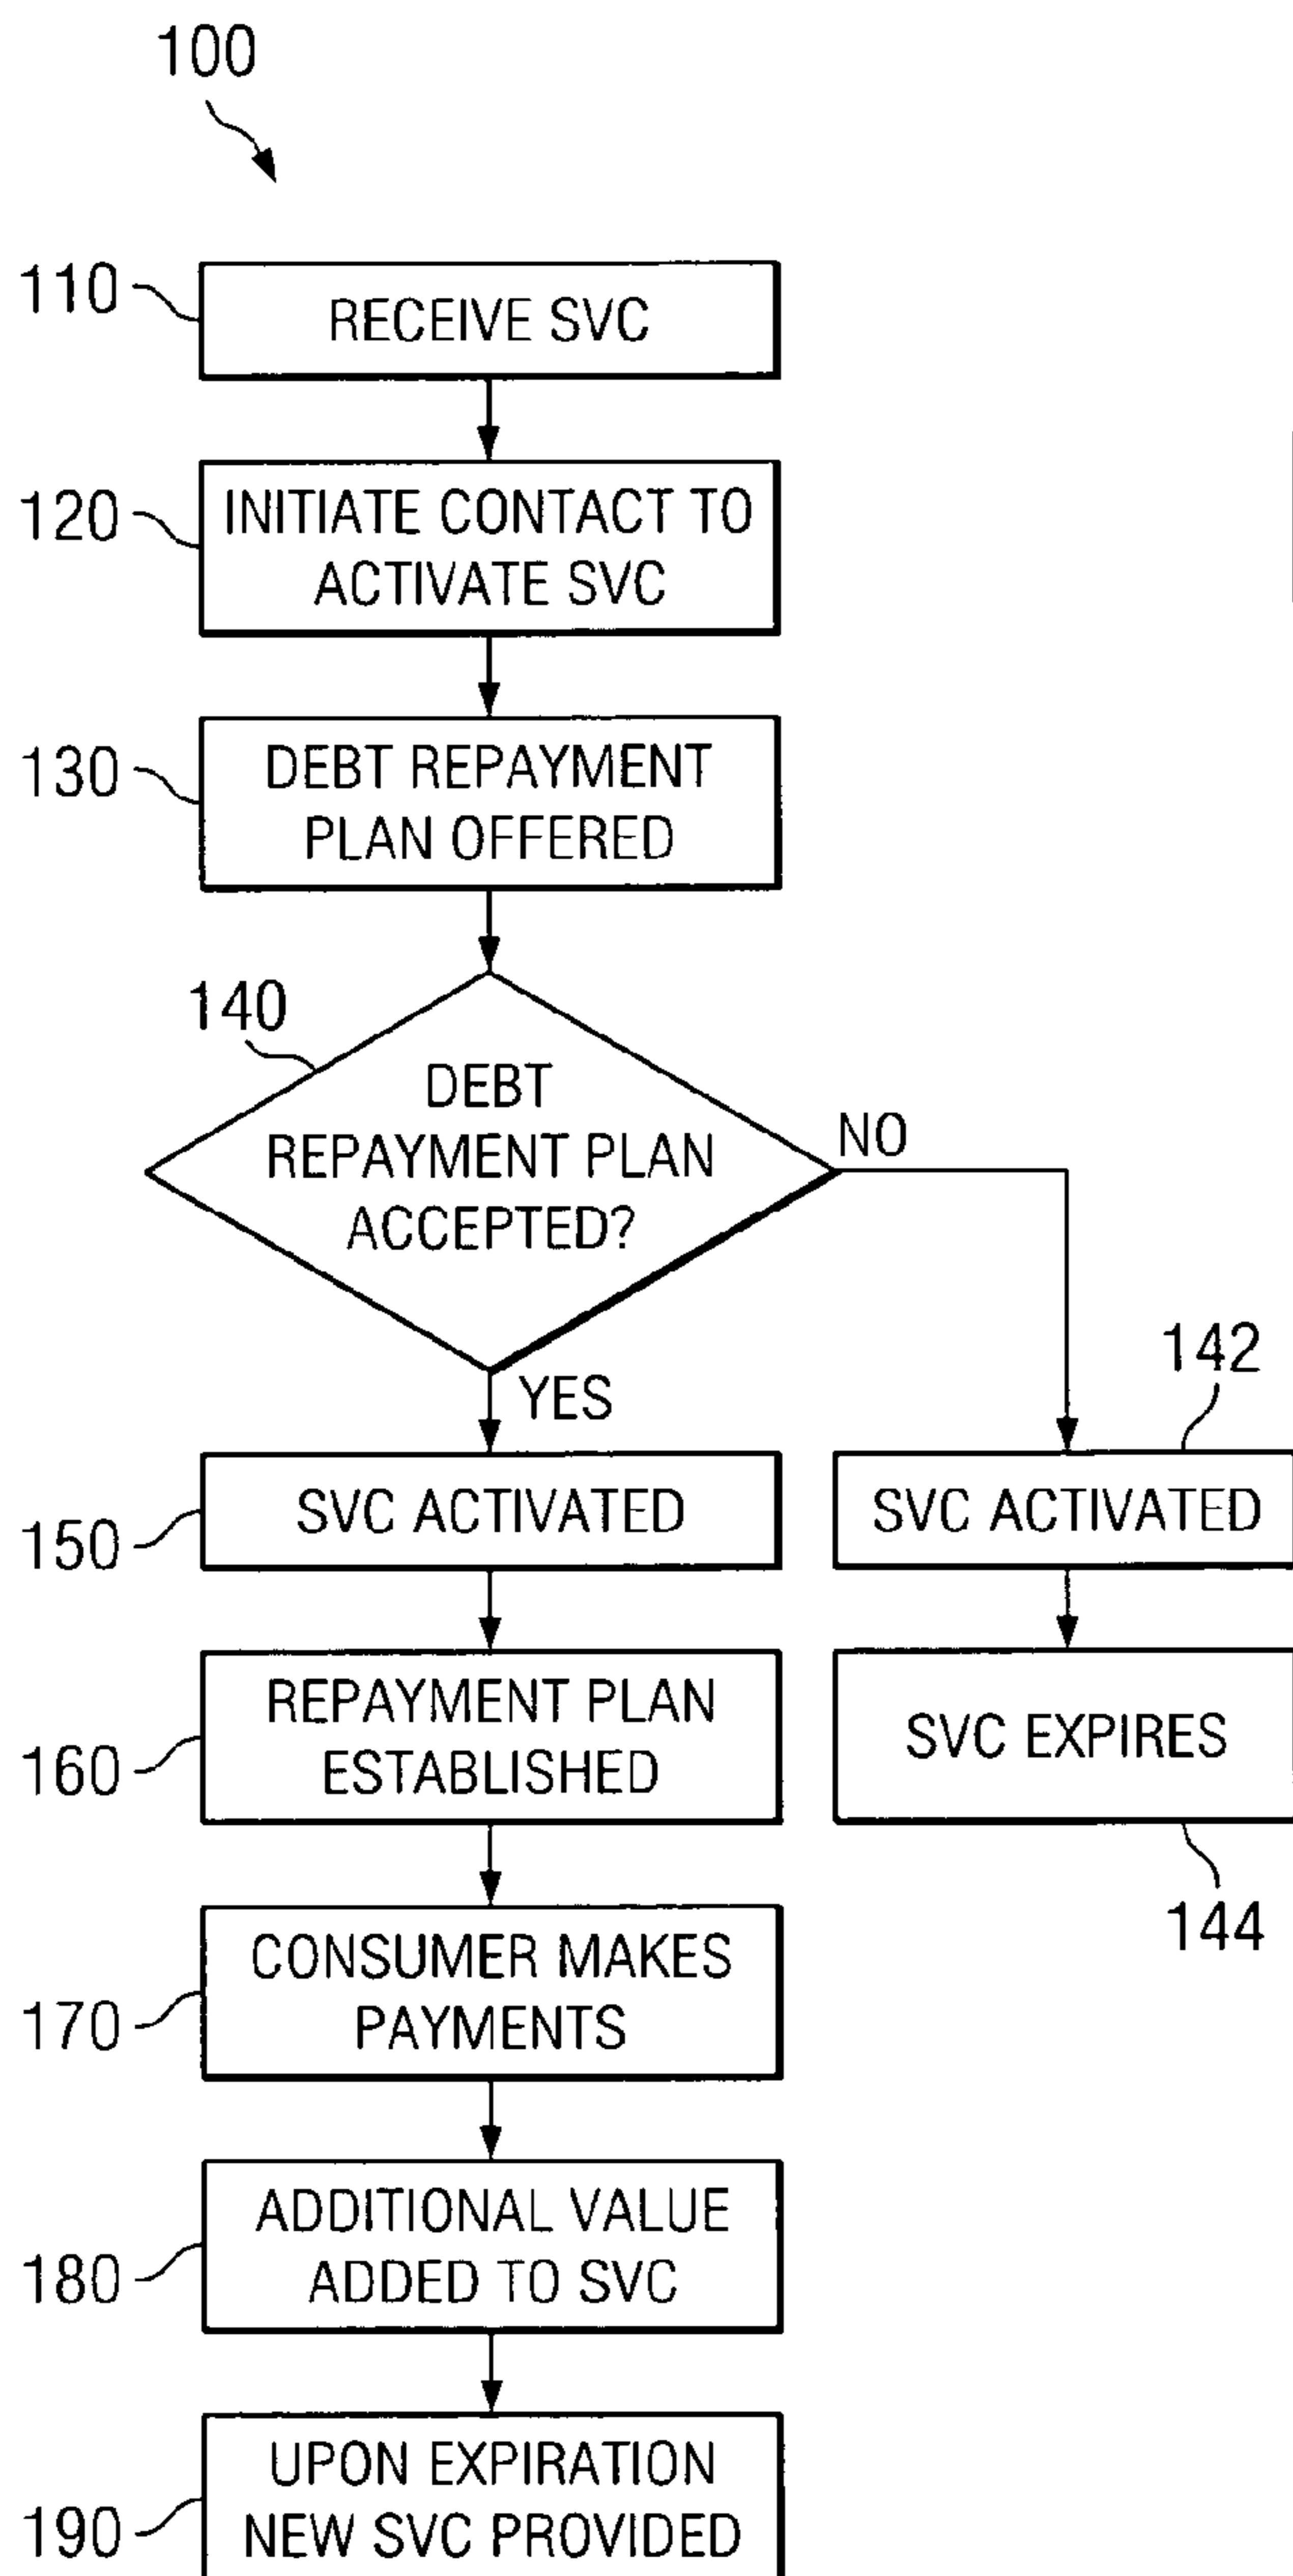 100
110
RECEIVE SVC
120
INITIATE CONTACT TO
ACTIVATE SVC
130
DEBT REPAYMENT
PLAN OFFERED
140
DEBT
REPAYMENT PLAN
ACCEPTED?
NO
YES
142
150
SVC ACTIVATED
SVC ACTIVATED
160
REPAYMENT PLAN
ESTABLISHED
SVC EXPIRES
144
170
CONSUMER MAKES
PAYMENTS
180
ADDITIONAL VALUE
ADDED TO SVC
190
UPON EXPIRATION
NEW SVC PROVIDED